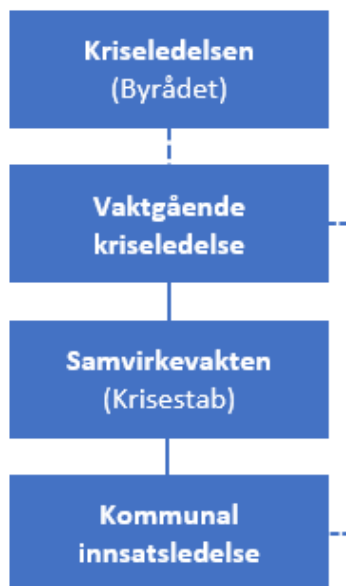 Kriseledelsen
(Byrådet)
Vaktgående
kriseledelse
Samvirkevakten
(Krisestab)
Kommunal
innsatsledelse